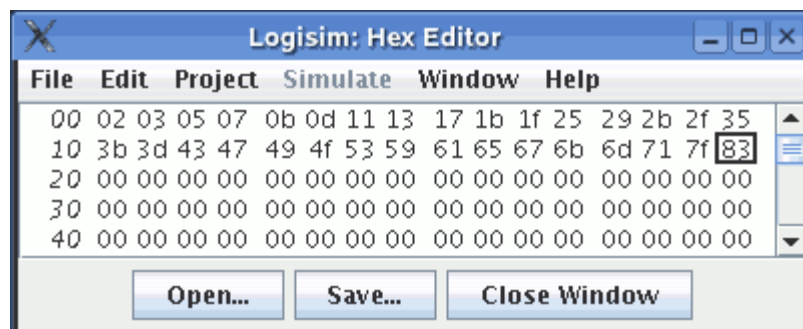 Logisim: Hex Editor
File Edit Project Simulate Window Help
00 02 03 05 07 0b 0d 11 13 17 1b 1f 25 29 2b 2f 35
10 3b 3d 43 47 49 4f 53 59 61 65 67 6b 6d 71 7f 83
20 00 00 00 00 00 00 00 00 00 00 00 00 00 00 00 00
30 00 00 00 00 00 00 00 00 00 00 00 00 00 00 00 00
40 00 00 00 00 00 00 00 00 00 00 00 00 00 00 00 00
Open... Save... Close Window